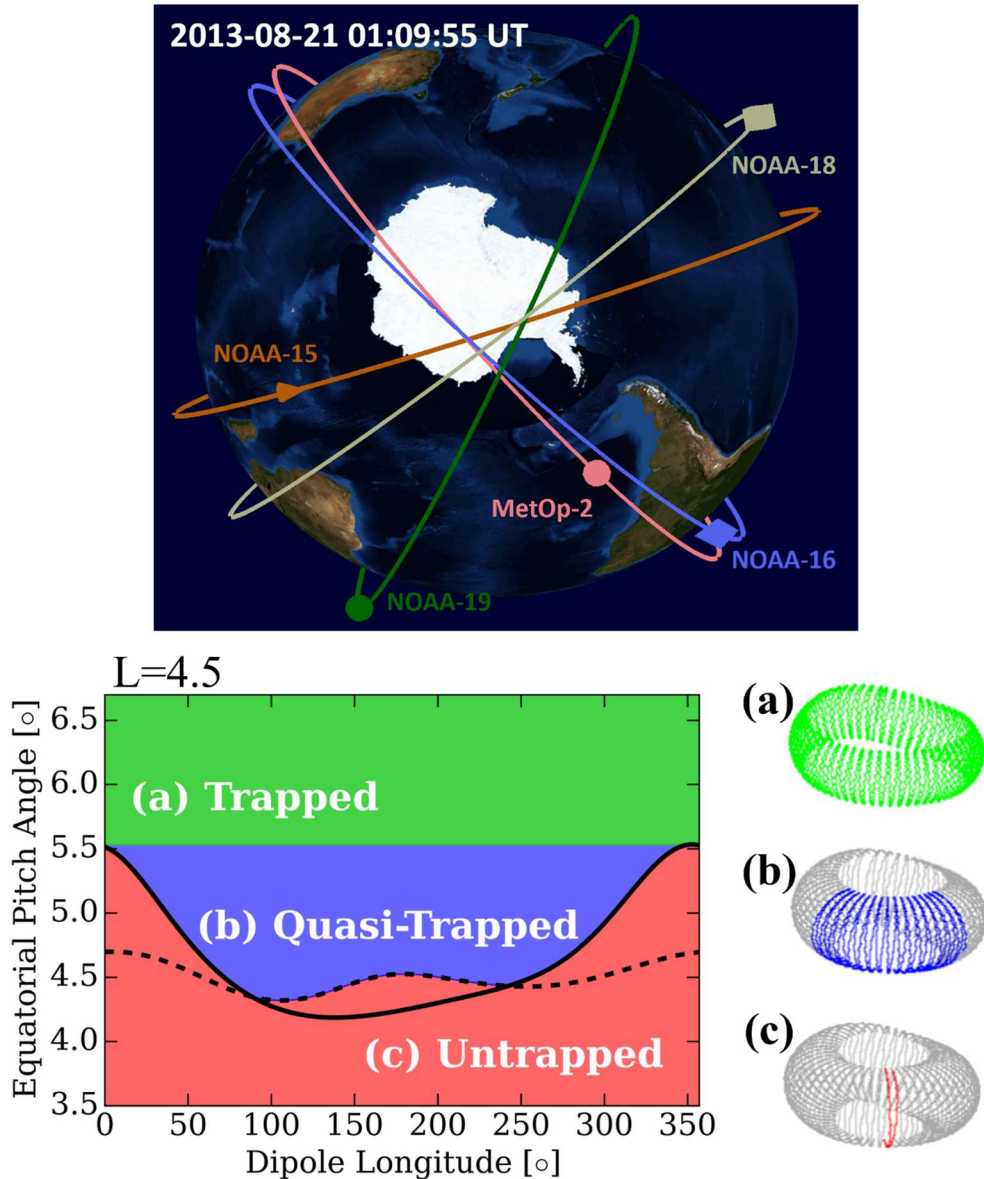 2013-08-21 01:09:55 UT
NOAA-18
NOAA-15
MetOp-2
NOAA-16
NOAA-19
L=4.5
Equatorial Pitch Angle [○]
6.5
6.0
5.5
5.0
4.5
4.0
3.5
(a) Trapped
(b) Quasi-Trapped
(c) Untrapped
0 50 100 150 200 250 300 350
Dipole Longitude [○]
(a)
(b)
(c)